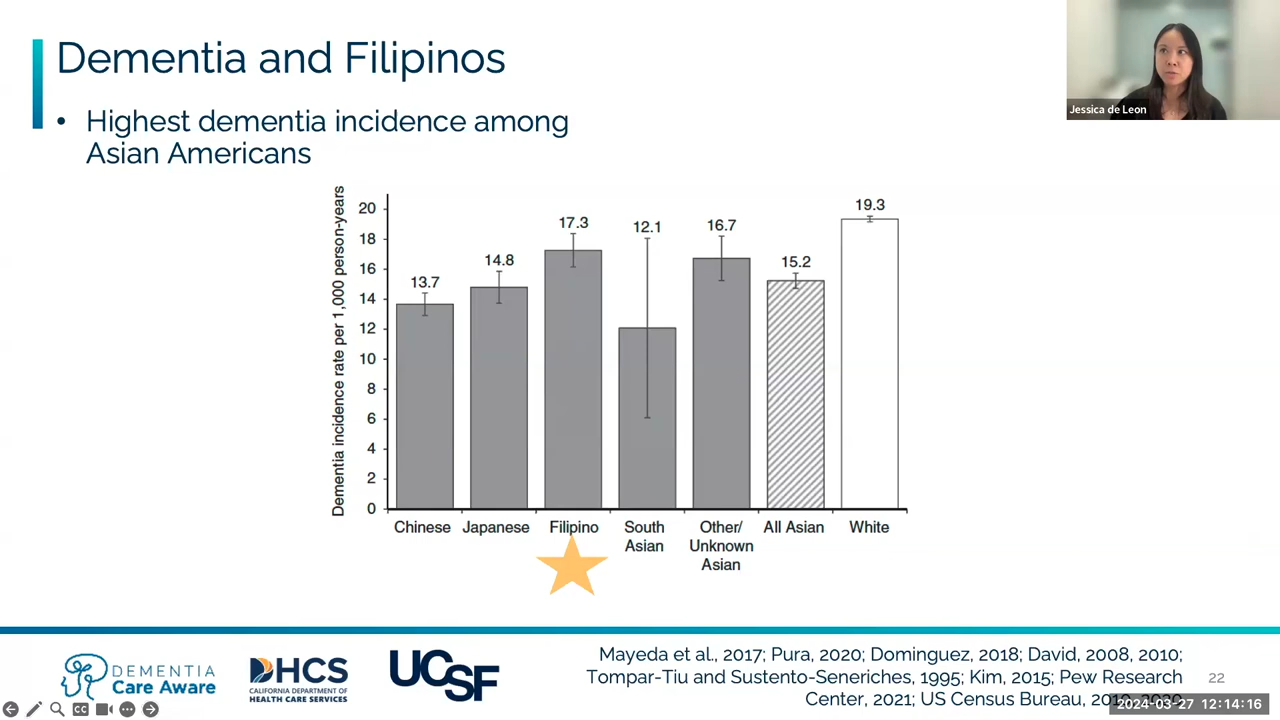 Dementia and Filipinos
• Highest dementia incidence among
Asian Americans
Jessica de Leon
Dementia incidence rate per 1,000 person-years
20
18
16
14
12
10
8
6
4
2
0
13.7
14.8
17.3
12.1
16.7
15.2
19.3
Chinese
Japanese
Filipino
South
Asian
Other/
Unknown
Asian
All Asian
White
DEMENTIA
Care Aware
DHCS
CALIFORNIA DEPARTMENT OF
HEALTH CARE SERVICES
UCSF
Mayeda et al., 2017; Pura, 2020; Dominguez, 2018; David, 2008, 2010;
Tompar-Tiu and Sustento-Seneriches, 1995; Kim, 2015; Pew Research
Center, 2021; US Census Bureau,
22
CC
2024-03-27 12:14:16